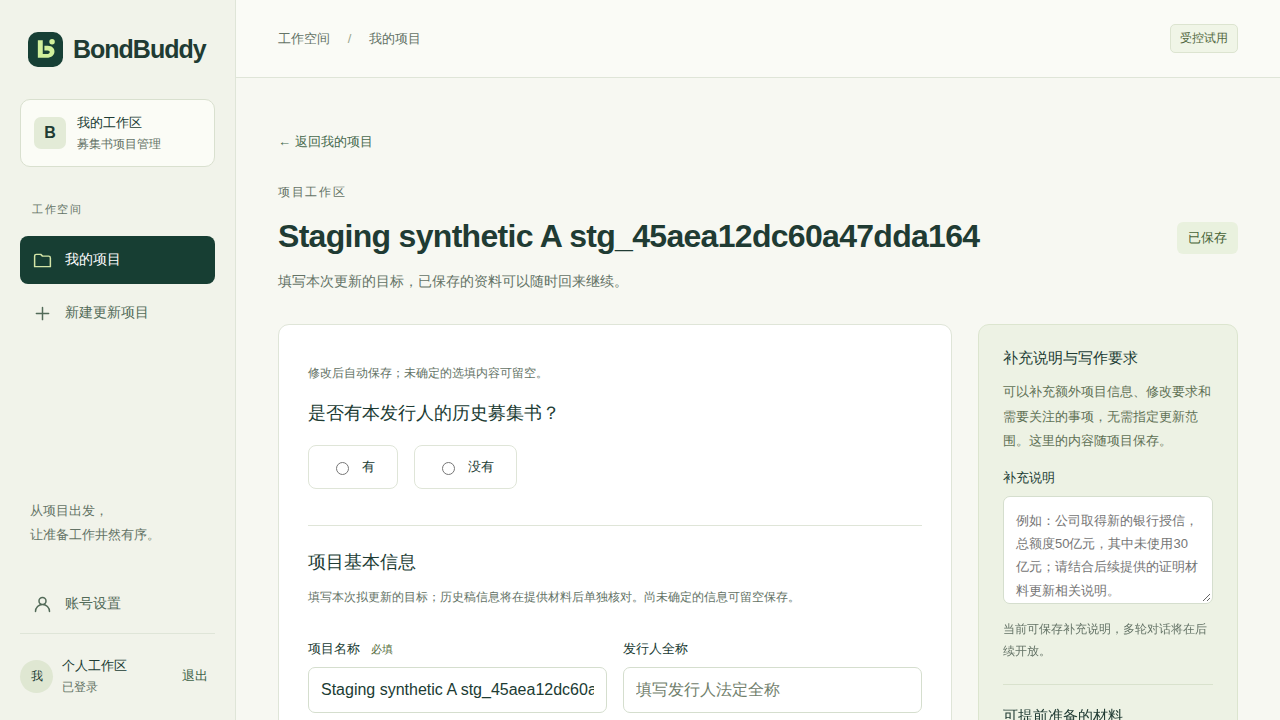 BondBuddy
B
我的工作区
募集书项目管理
工作空间
我的项目
新建更新项目
从项目出发，
让准备工作井然有序。
账号设置
我
个人工作区
已登录
退出
工作空间 / 我的项目
受控试用
← 返回我的项目
项目工作区
Staging synthetic A stg_45aea12dc60a47dda164
已保存
填写本次更新的目标，已保存的资料可以随时回来继续。
修改后自动保存；未确定的选填内容可留空。
是否有本发行人的历史募集书？
有
没有
项目基本信息
填写本次拟更新的目标；历史稿信息将在提供材料后单独核对。尚未确定的信息可留空保存。
项目名称 必填
发行人全称
Staging synthetic A stg_45aea12dc60a
填写发行人法定全称
补充说明与写作要求
可以补充额外项目信息、修改要求和
需要关注的事项，无需指定更新范
围。这里的内容随项目保存。
补充说明
例如：公司取得新的银行授信，
总额度50亿元，其中未使用30
亿元；请结合后续提供的证明材
料更新相关说明。
当前可保存补充说明，多轮对话将在后
续开放。
可提前准备的材料